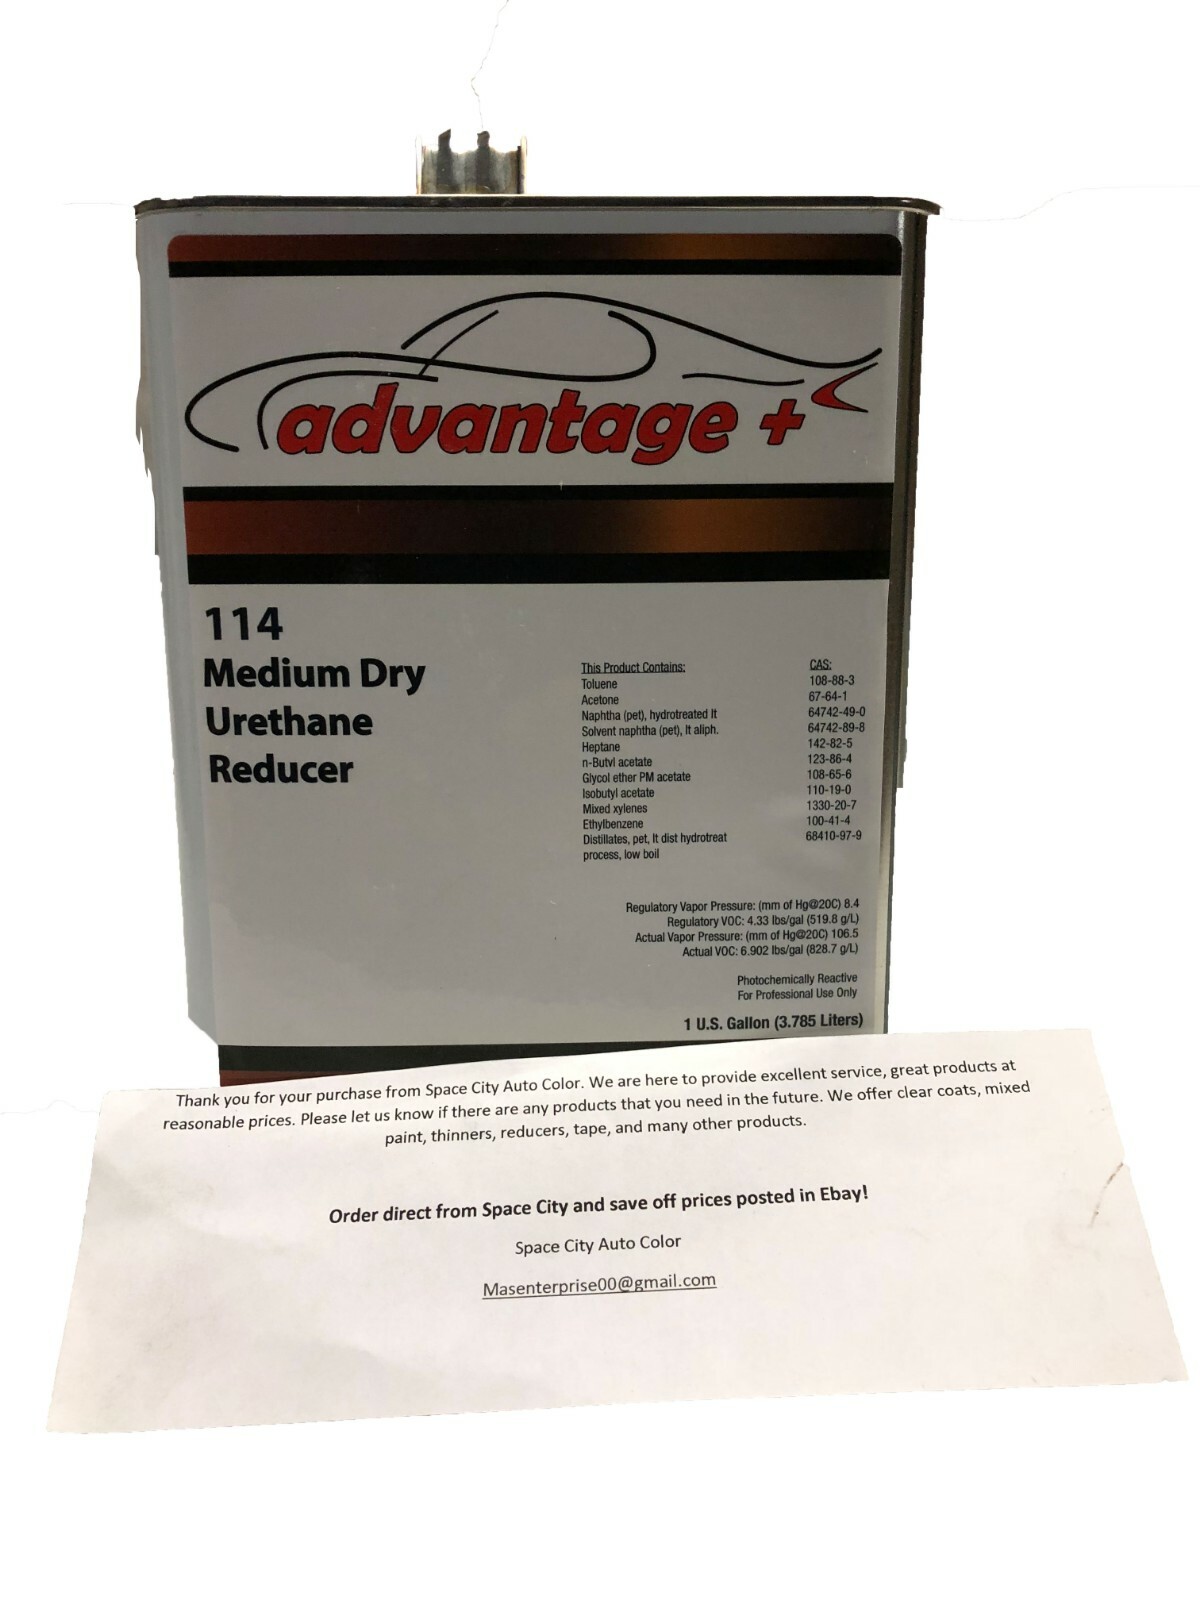 advantage +
114
Medium Dry
Urethane
Reducer
This Product Contains: CAS:
Toluene 108-88-3
Acetone 67-64-1
Naphtha (pet), hydrotreated lt 64742-49-0
Solvent naphtha (pet), lt aliph. 64742-89-8
Heptane 142-82-5
n-Butyl acetate 123-86-4
Glycol ether PM acetate 108-65-6
Isobutyl acetate 110-19-0
Mixed xylenes 1330-20-7
Ethylbenzene 100-41-4
Distillates, pet, lt dist hydrotreat 68410-97-9
process, low boil
Regulatory Vapor Pressure: (mm of Hg@20C) 8.4
Regulatory VOC: 4.33 lbs/gal (519.8 g/L)
Actual Vapor Pressure: (mm of Hg@20C) 106.5
Actual VOC: 6.902 lbs/gal (828.7 g/L)
Photochemically Reactive
For Professional Use Only
1 U.S. Gallon (3.785 Liters)
Thank you for your purchase from Space City Auto Color. We are here to provide excellent service, great products at
reasonable prices. Please let us know if there are any products that you need in the future. We offer clear coats, mixed
paint, thinners, reducers, tape, and many other products.
Order direct from Space City and save off prices posted in Ebay!
Space City Auto Color
Masenterprise00@gmail.com